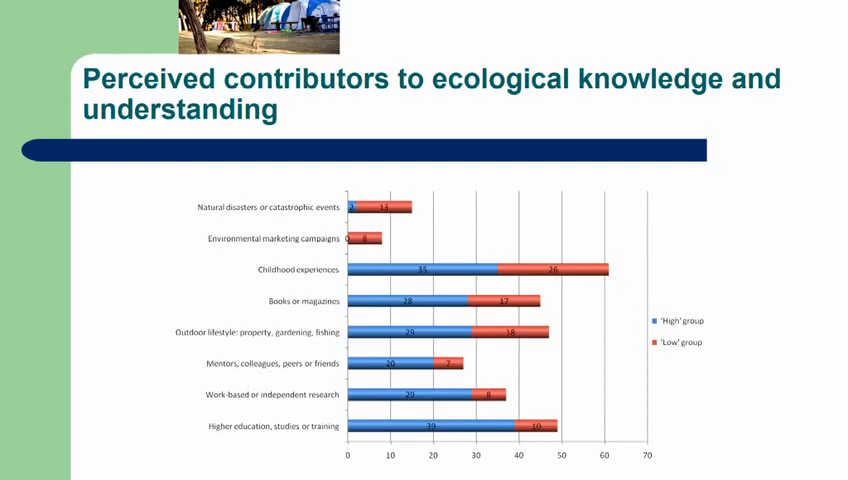 Perceived contributors to ecological knowledge and
understanding
Natural disasters or catastrophic events 2 13
Environmental marketing campaigns 0 8
Childhood experiences 35 26
Books or magazines 28 17
Outdoor lifestyle: property, gardening, fishing 29 18
Mentors, colleagues, peers or friends 20 7
Work-based or independent research 29 8
Higher education, studies or training 39 10
0 10 20 30 40 50 60 70
'High' group
'Low' group